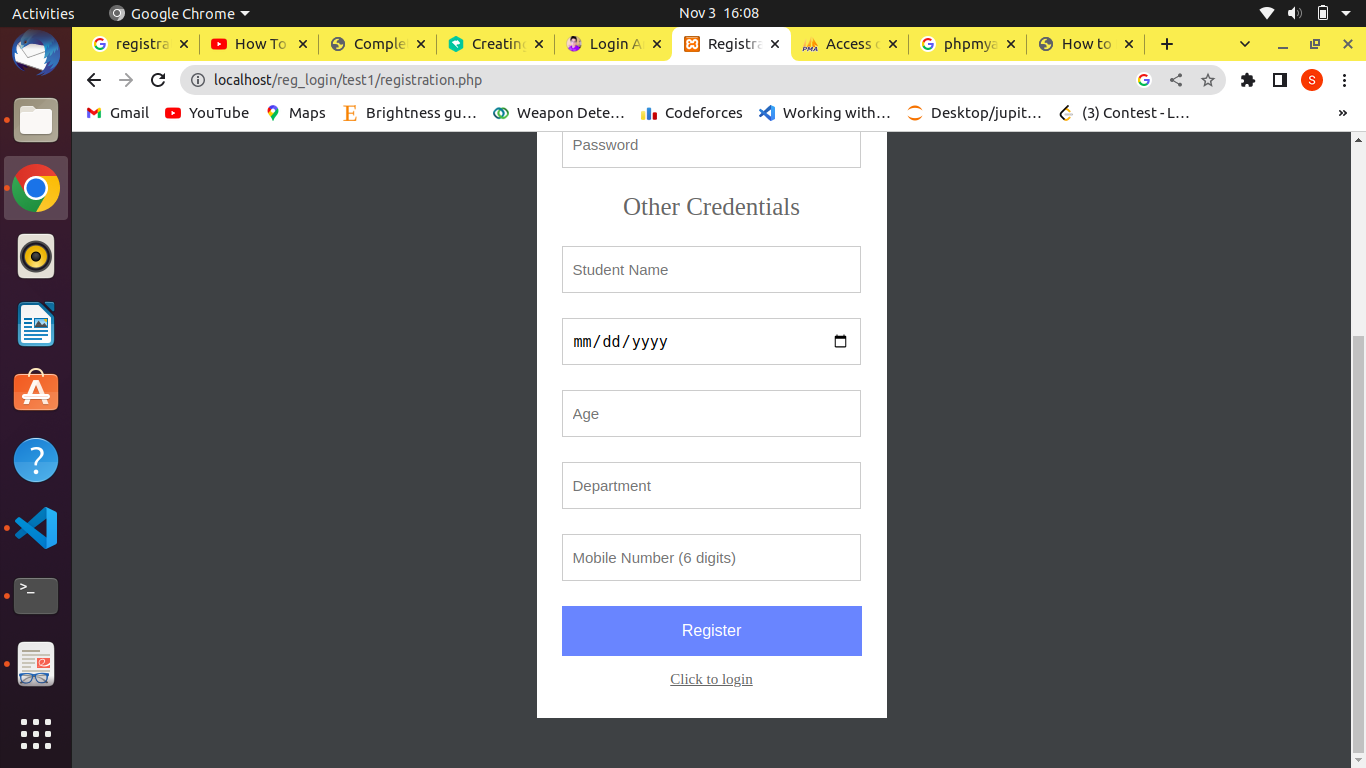 Activities Google Chrome Nov 3 16:08
registra How To Comple Creating Login A Registra Access phpmya How to
localhost/reg_login/test1/registration.php S
Gmail YouTube Maps Brightness gu… Weapon Dete… Codeforces Working with… Desktop/jupit… (3) Contest - L… »
Password
Other Credentials
Student Name
mm/dd/yyyy
Age
Department
Mobile Number (6 digits)
Register
Click to login